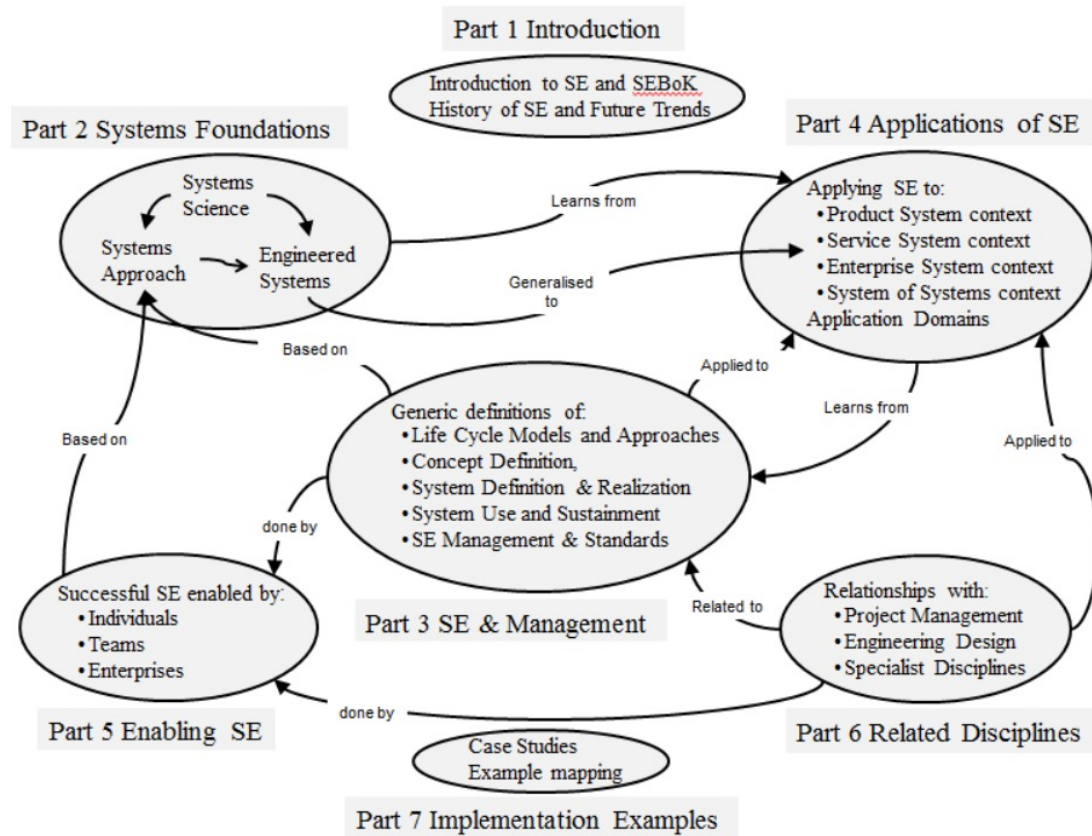 Part 1 Introduction
Introduction to SE and SEBoK
History of SE and Future Trends
Part 2 Systems Foundations
Systems
Science
Systems
Approach
Engineered
Systems
Part 4 Applications of SE
Applying SE to:
•Product System context
•Service System context
•Enterprise System context
•System of Systems context
Application Domains
Learns from
Generalised
to
Based on
Applied to
Learns from
Based on
Applied to
Generic definitions of:
•Life Cycle Models and Approaches
•Concept Definition,
•System Definition & Realization
•System Use and Sustainment
•SE Management & Standards
Part 3 SE & Management
done by
Related to
Successful SE enabled by:
•Individuals
•Teams
•Enterprises
Part 5 Enabling SE
Relationships with:
•Project Management
•Engineering Design
•Specialist Disciplines
Part 6 Related Disciplines
done by
Case Studies
Example mapping
Part 7 Implementation Examples